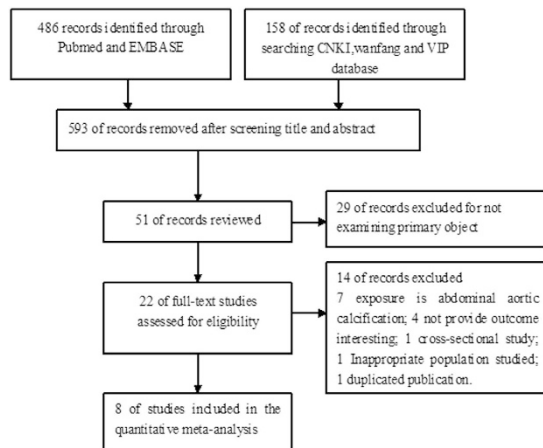 486 records identified through
Pubmed and EMBASE
158 of records identified through
searching CNKI,wanfang and VIP
database
593 of records removed after screening title and abstract
51 of records reviewed
29 of records excluded for not
examining primary object
22 of full-text studies
assessed for eligibility
14 of records excluded
7 exposure is abdominal aortic
calcification; 4 not provide outcome
interesting; 1 cross-sectional study;
1 Inappropriate population studied;
1 duplicated publication.
8 of studies included in the
quantitative meta-analysis